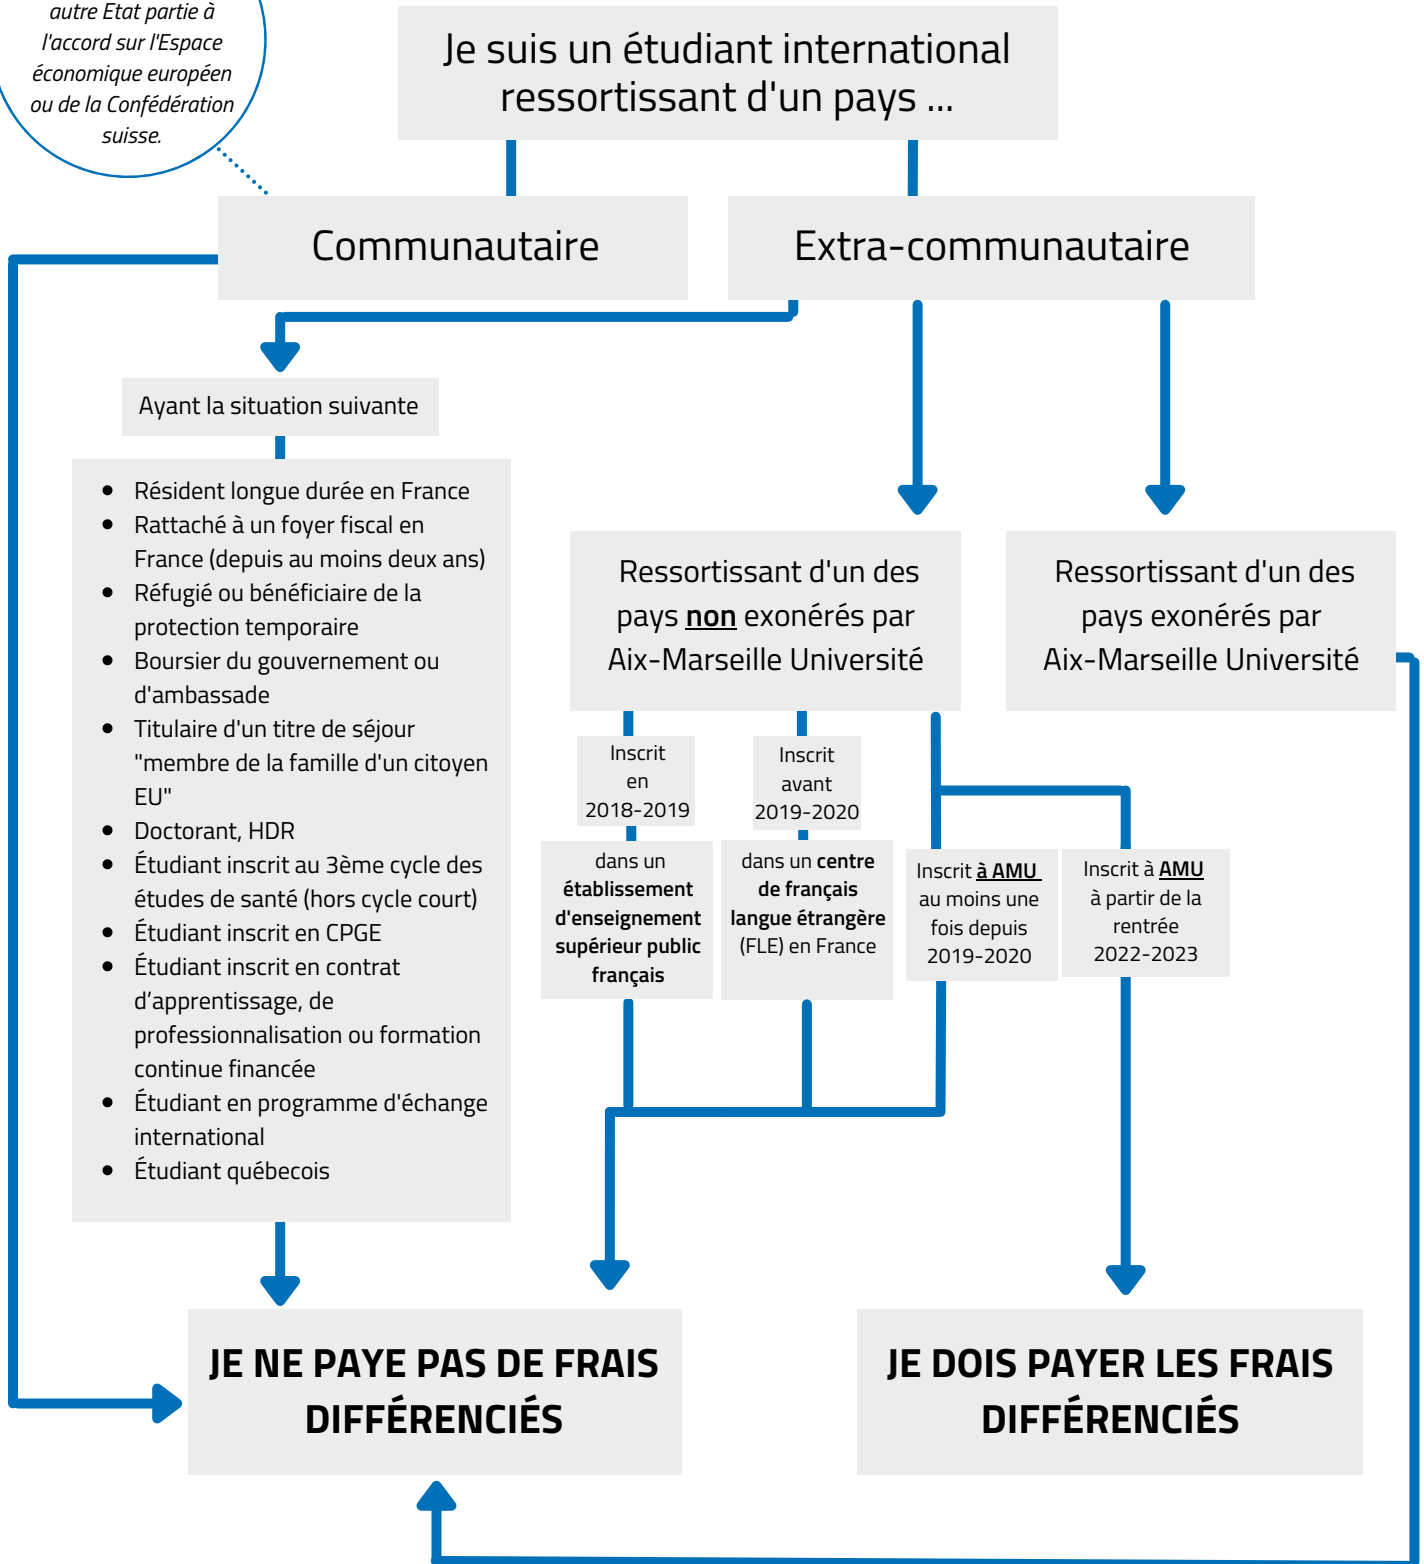 autre Etat partie à
l'accord sur l'Espace
économique européen
ou de la Confédération
suisse.
Je suis un étudiant international
ressortissant d'un pays ...
Communautaire
Extra-communautaire
Ayant la situation suivante
• Résident longue durée en France
• Rattaché à un foyer fiscal en
France (depuis au moins deux ans)
• Réfugié ou bénéficiaire de la
protection temporaire
• Boursier du gouvernement ou
d'ambassade
• Titulaire d'un titre de séjour
"membre de la famille d'un citoyen
EU"
• Doctorant, HDR
• Étudiant inscrit au 3ème cycle des
études de santé (hors cycle court)
• Étudiant inscrit en CPGE
• Étudiant inscrit en contrat
d’apprentissage, de
professionnalisation ou formation
continue financée
• Étudiant en programme d'échange
international
• Étudiant québecois
Ressortissant d'un des
pays non exonérés par
Aix-Marseille Université
Ressortissant d'un des
pays exonérés par
Aix-Marseille Université
Inscrit
en
2018-2019
dans un
établissement
d'enseignement
supérieur public
français
Inscrit
avant
2019-2020
dans un centre
de français
langue étrangère
(FLE) en France
Inscrit à AMU
au moins une
fois depuis
2019-2020
Inscrit à AMU
à partir de la
rentrée
2022-2023
JE NE PAYE PAS DE FRAIS
DIFFÉRENCIÉS
JE DOIS PAYER LES FRAIS
DIFFÉRENCIÉS